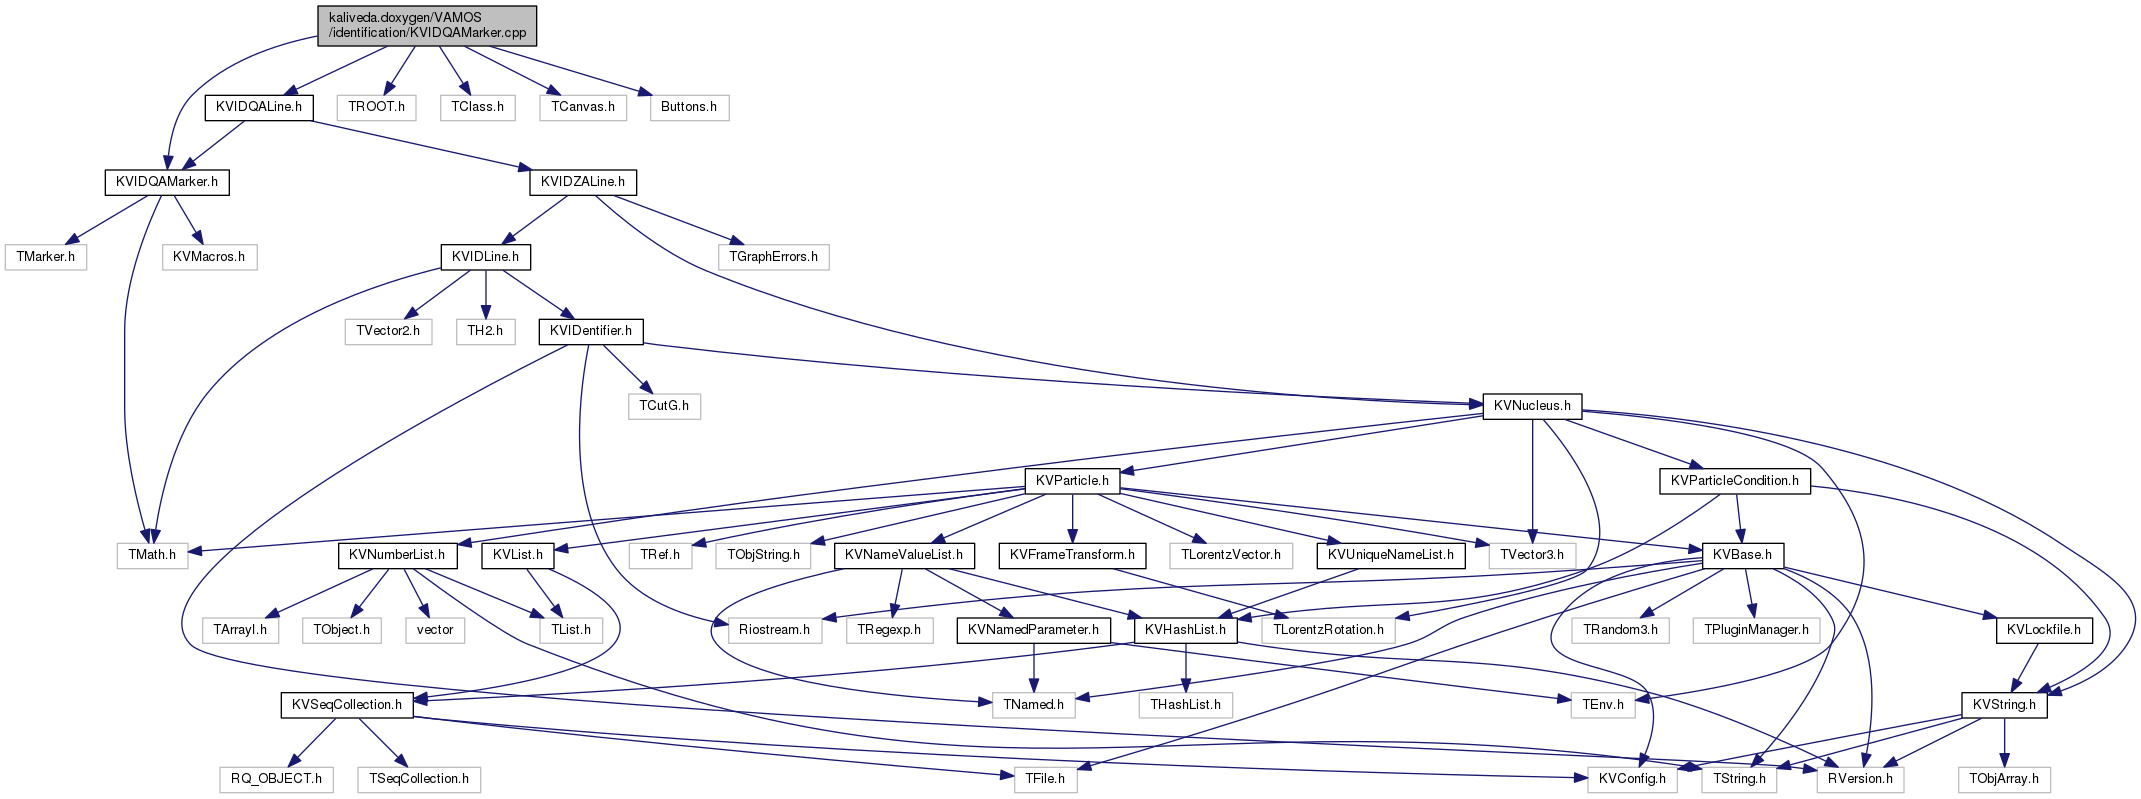 kaliveda.doxygen/VAMOS
/identification/KVIDQAMarker.cpp
KVIDQALine.h
TROOT.h
TClass.h
TCanvas.h
Buttons.h
KVIDQAMarker.h
KVIDZALine.h
TMarker.h
KVMacros.h
KVIDLine.h
TGraphErrors.h
TVector2.h
TH2.h
KVIDentifier.h
TCutG.h
KVNucleus.h
KVParticle.h
KVParticleCondition.h
TMath.h
KVNumberList.h
KVList.h
TRef.h
TObjString.h
KVNameValueList.h
KVFrameTransform.h
TLorentzVector.h
KVUniqueNameList.h
TVector3.h
KVBase.h
TArrayI.h
TObject.h
vector
TList.h
Riostream.h
TRegexp.h
KVNamedParameter.h
KVHashList.h
TLorentzRotation.h
TRandom3.h
TPluginManager.h
KVLockfile.h
KVSeqCollection.h
TNamed.h
THashList.h
TEnv.h
KVString.h
RQ_OBJECT.h
TSeqCollection.h
TFile.h
KVConfig.h
TString.h
RVersion.h
TObjArray.h